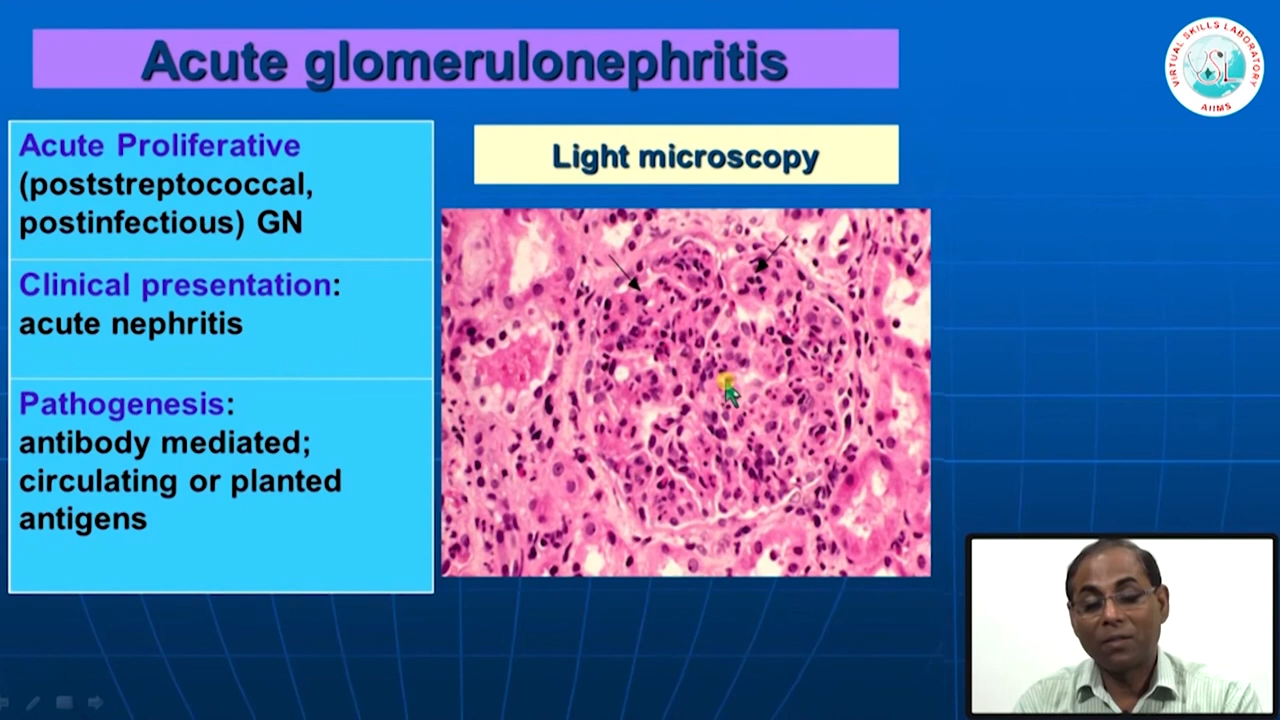 Acute glomerulonephritis
VIRTUAL SKILLS LABORATORY
VSL
AIIMS
Acute Proliferative
(poststreptococcal,
postinfectious) GN
Clinical presentation:
acute nephritis
Pathogenesis:
antibody mediated;
circulating or planted
antigens
Light microscopy